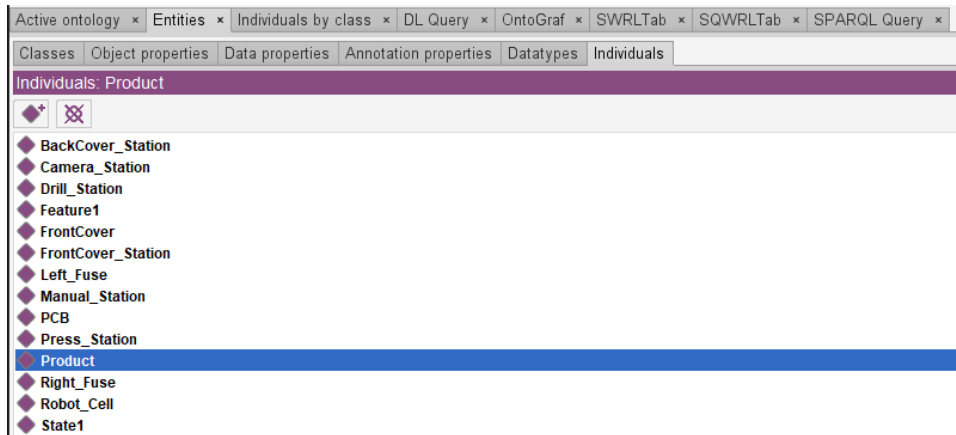 Active ontology × Entities × Individuals by class × DL Query × OntoGraf × SWRLTab × SQWRLTab × SPARQL Query ×
Classes Object properties Data properties Annotation properties Datatypes Individuals
Individuals: Product
BackCover_Station
Camera_Station
Drill_Station
Feature1
FrontCover
FrontCover_Station
Left_Fuse
Manual_Station
PCB
Press_Station
Product
Right_Fuse
Robot_Cell
State1